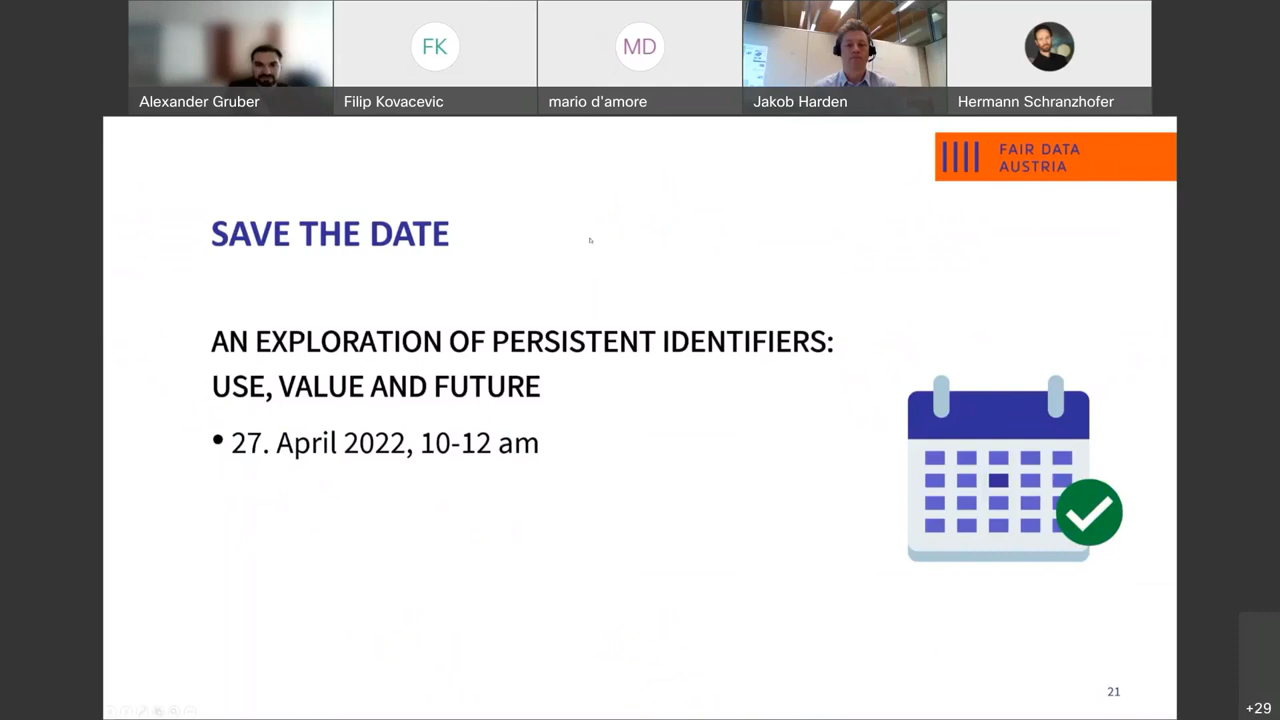 FK
MD
Alexander Gruber
Filip Kovacevic
mario d'amore
Jakob Harden
Hermann Schranzhofer
FAIR DATA
AUSTRIA
SAVE THE DATE
AN EXPLORATION OF PERSISTENT IDENTIFIERS:
USE, VALUE AND FUTURE
• 27. April 2022, 10-12 am
21
+29